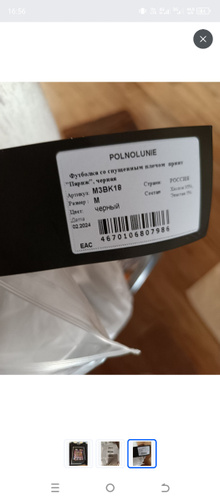 16:56
POLNOLUNIE
Футболка со спущенным плечом принт
"Париж", черная
Артикул M3BK18
Размер M
Цвет черный
Дата
02.2024
Страна РОССИЯ
Состав
EAC
4670106807986